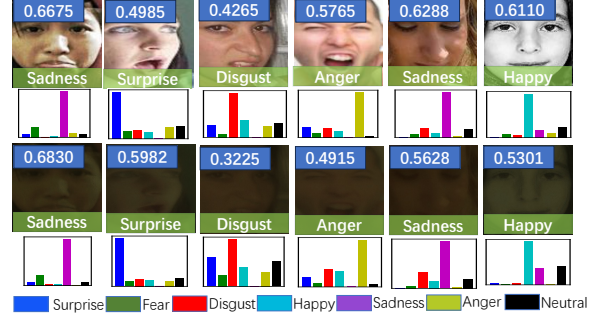 0.6675 0.4985 0.4265 0.5765 0.6288 0.6110
Sadness Surprise Disgust Anger Sadness Happy
0.6830 0.5982 0.3225 0.4915 0.5628 0.5301
Sadness Surprise Disgust Anger Sadness Happy
Surprise Fear Disgust Happy Sadness Anger Neutral